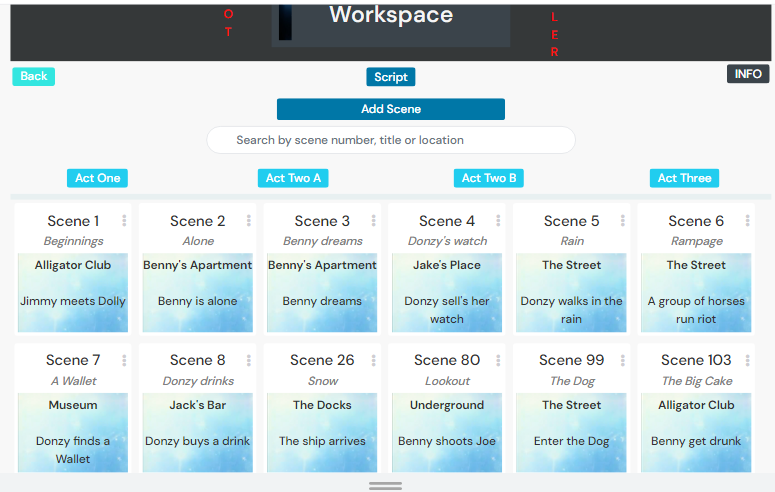 Workspace
O
T
L
E
R
Back
Script
INFO
Add Scene
Search by scene number, title or location
Act One
Act Two A
Act Two B
Act Three
Scene 1
Beginnings
Alligator Club
Jimmy meets Dolly
Scene 2
Alone
Benny's Apartment
Benny is alone
Scene 3
Benny dreams
Benny's Apartment
Benny dreams
Scene 4
Donzy's watch
Jake's Place
Donzy sell's her
watch
Scene 5
Rain
The Street
Donzy walks in the
rain
Scene 6
Rampage
The Street
A group of horses
run riot
Scene 7
A Wallet
Museum
Donzy finds a
Wallet
Scene 8
Donzy drinks
Jack's Bar
Donzy buys a drink
Scene 26
Snow
The Docks
The ship arrives
Scene 80
Lookout
Underground
Benny shoots Joe
Scene 99
The Dog
The Street
Enter the Dog
Scene 103
The Big Cake
Alligator Club
Benny get drunk